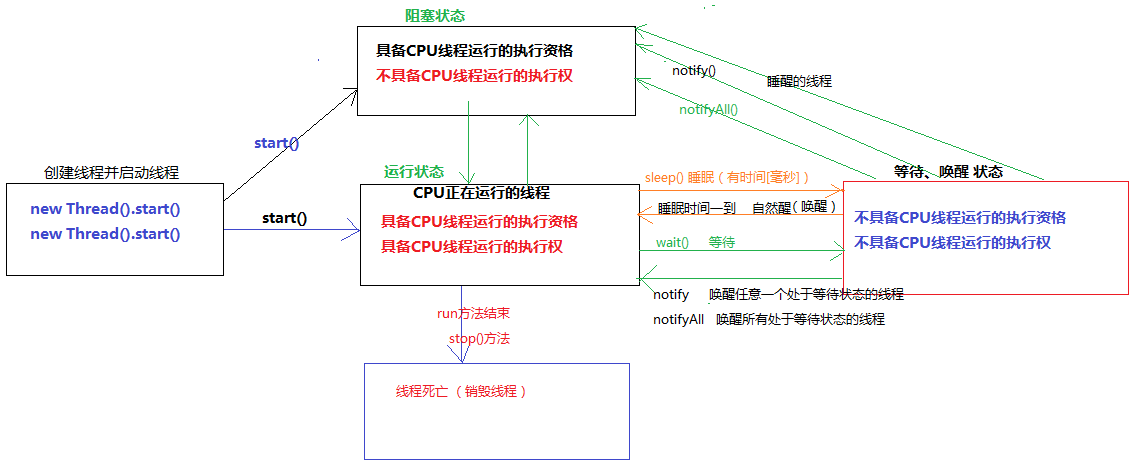 阻塞状态
具备CPU线程运行的执行资格
不具备CPU线程运行的执行权
notify()
睡醒的线程
notifyAll()
start()
创建线程并启动线程
new Thread().start()
new Thread().start()
start()
运行状态
CPU正在运行的线程
具备CPU线程运行的执行资格
具备CPU线程运行的执行权
sleep() 睡眠（有时间[毫秒]）
睡眠时间一到 自然醒（唤醒）
wait() 等待
notify 唤醒任意一个处于等待状态的线程
notifyAll 唤醒所有处于等待状态的线程
等待、唤醒 状态
不具备CPU线程运行的执行资格
不具备CPU线程运行的执行权
run方法结束
stop()方法
线程死亡（销毁线程）